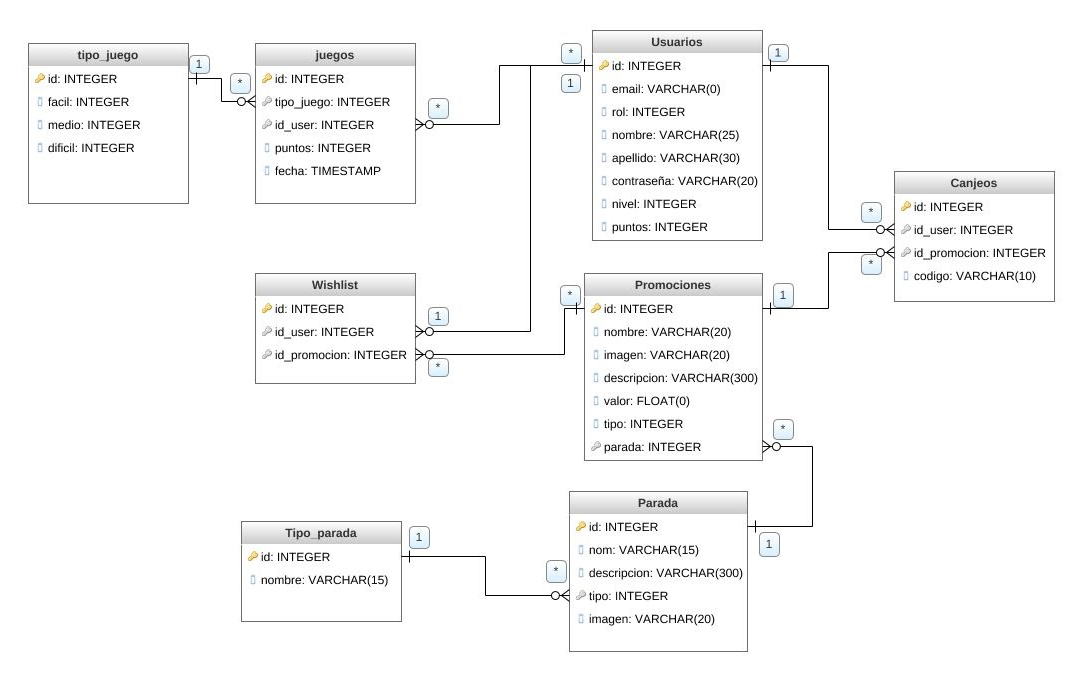 tipo_juego
id: INTEGER
facil: INTEGER
medio: INTEGER
dificil: INTEGER
1
*
juegos
id: INTEGER
tipo_juego: INTEGER
id_user: INTEGER
puntos: INTEGER
fecha: TIMESTAMP
*
*
1
Usuarios
id: INTEGER
email: VARCHAR(0)
rol: INTEGER
nombre: VARCHAR(25)
apellido: VARCHAR(30)
contraseña: VARCHAR(20)
nivel: INTEGER
puntos: INTEGER
1
*
*
Canjeos
id: INTEGER
id_user: INTEGER
id_promocion: INTEGER
codigo: VARCHAR(10)
Wishlist
id: INTEGER
id_user: INTEGER
id_promocion: INTEGER
1
*
*
Promociones
id: INTEGER
nombre: VARCHAR(20)
imagen: VARCHAR(20)
descripcion: VARCHAR(300)
valor: FLOAT(0)
tipo: INTEGER
parada: INTEGER
1
*
Tipo_parada
id: INTEGER
nombre: VARCHAR(15)
1
*
Parada
id: INTEGER
nom: VARCHAR(15)
descripcion: VARCHAR(300)
tipo: INTEGER
imagen: VARCHAR(20)
1